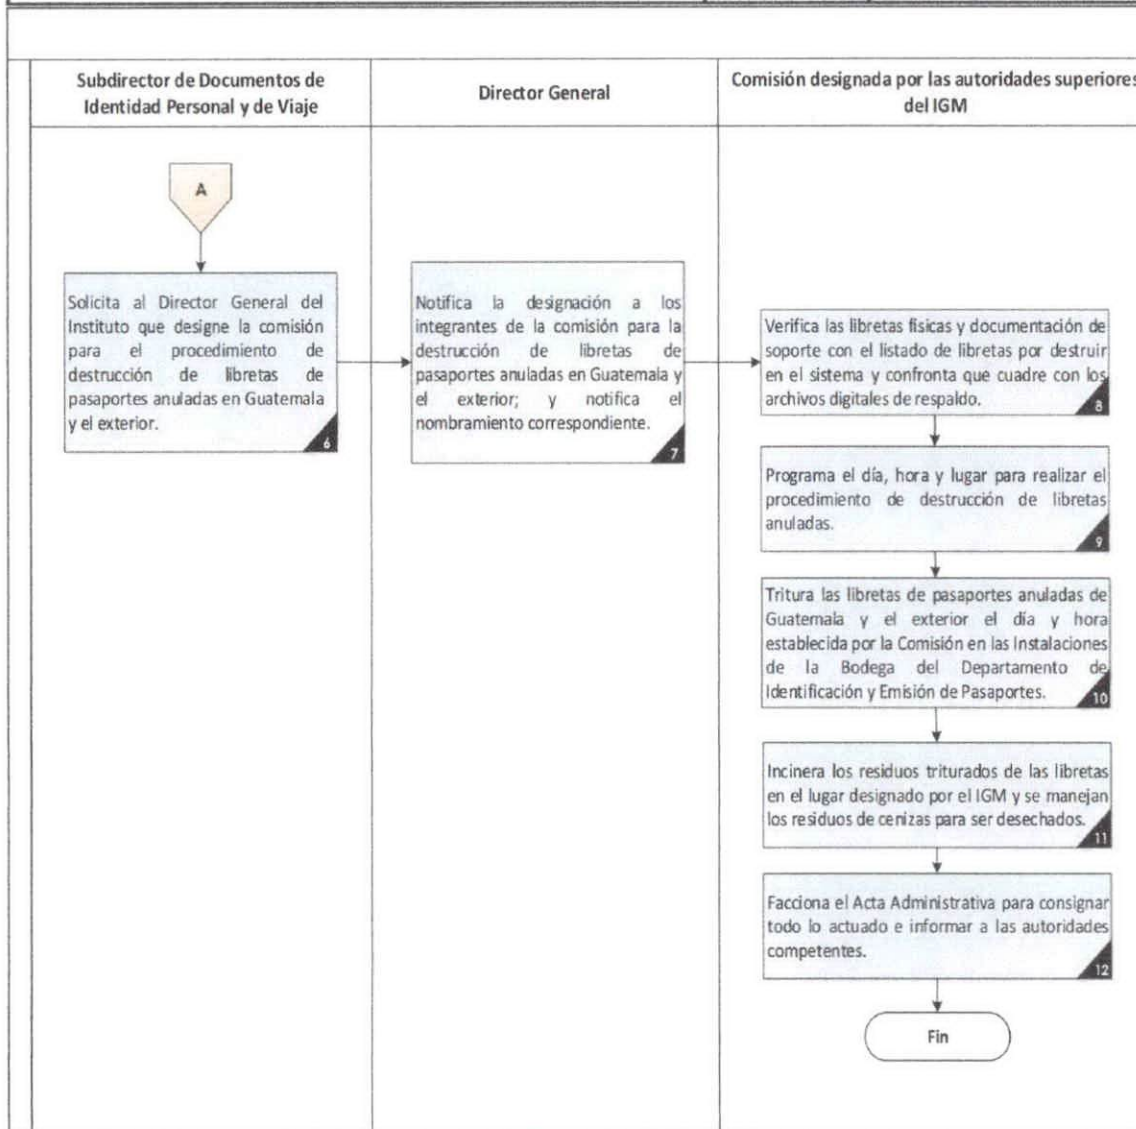 Subdirector de Documentos de
Identidad Personal y de Viaje
Director General
Comisión designada por las autoridades superiores
del IGM
A
Solicita al Director General del
Instituto que designe la comisión
para el procedimiento de
destrucción de libretas de
pasaportes anuladas en Guatemala
y el exterior.
6
Notifica la designación a los
integrantes de la comisión para la
destrucción de libretas de
pasaportes anuladas en Guatemala y
el exterior; y notifica el
nombramiento correspondiente.
7
Verifica las libretas físicas y documentación de
soporte con el listado de libretas por destruir
en el sistema y confronta que cuadre con los
archivos digitales de respaldo.
8
Programa el día, hora y lugar para realizar el
procedimiento de destrucción de libretas
anuladas.
9
Tritura las libretas de pasaportes anuladas de
Guatemala y el exterior el día y hora
establecida por la Comisión en las Instalaciones
de la Bodega del Departamento de
Identificación y Emisión de Pasaportes.
10
Incinera los residuos triturados de las libretas
en el lugar designado por el IGM y se manejan
los residuos de cenizas para ser desechados.
11
Facciona el Acta Administrativa para consignar
todo lo actuado e informar a las autoridades
competentes.
12
Fin